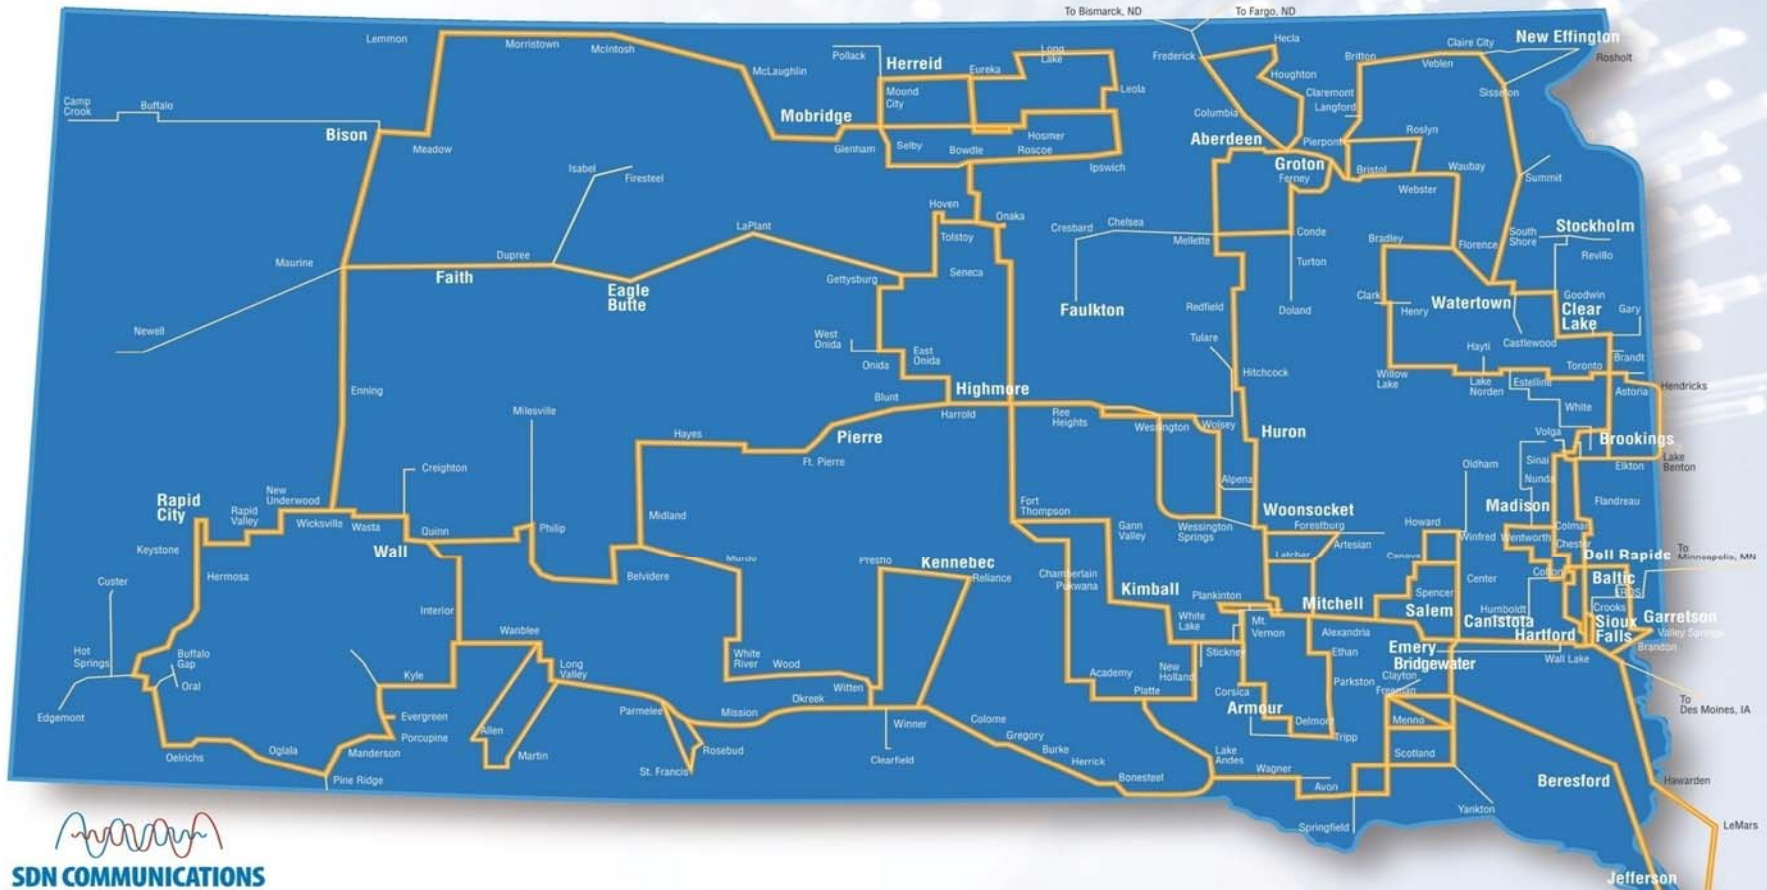 To Bismarck, ND
To Fargo, ND
Lemmon
Morristown
McIntosh
McLaughlin
Pollack
Herreid
Eureka
Long
Lake
Frederick
Hecla
Houghton
Britton
Claire City
New Effington
Veblen
Rosholt
Camp
Crook
Buffalo
Bison
Meadow
Mobridge
Mound
City
Leola
Glenham
Selby
Bowdle
Hosmer
Roscoe
Ipswich
Columbia
Claremont
Langford
Sisseton
Aberdeen
Pierpont
Roslyn
Groton
Ferney
Bristol
Waubay
Webster
Summit
Isabel
Firesteel
Hoven
Onaka
LaPlant
Tolstoy
Cresbard
Chelsea
Mellette
Conde
Bradley
Florence
South
Shore
Stockholm
Revillo
Maurine
Dupree
Faith
Eagle
Butte
Gettysburg
Seneca
Turton
Faulkton
Redfield
Doland
Clark
Henry
Watertown
Goodwin
Clear
Lake
Gary
Newell
West
Onida
Onida
East
Onida
Tulare
Hitchcock
Hayti
Castlewood
Brandt
Toronto
Willow
Lake
Lake
Norden
Estelline
Astoria
Hendricks
Enning
Milesville
Highmore
Blunt
Harrold
Ree
Heights
Wessington
Wolsey
White
Hayes
Pierre
Ft. Pierre
Huron
Volga
Brookings
Creighton
Alpena
Oldham
Sinai
Nunda
Elkton
Lake
Benton
Rapid
City
Rapid
Valley
New
Underwood
Wicksville
Wasta
Quinn
Philip
Midland
Fort
Thompson
Gann
Valley
Wessington
Springs
Woonsocket
Forestburg
Artesian
Letcher
Howard
Madison
Flandreau
Winfred
Wentworth
Colman
Chester
Keystone
Wall
Hermosa
Belvidere
Murdo
Presho
Kennebec
Reliance
Chamberlain
Pukwana
Kimball
Plankinton
Mitchell
Canova
Center
Spencer
Salem
Colton
Dell Rapids
To
Minneapolis, MN
Baltic
EROS
Crooks
Humboldt
Canistota
Hartford
Sioux
Falls
Garretson
Valley Springs
Brandon
Custer
Interior
Wanblee
White
Lake
Mt.
Vernon
Alexandria
Emery
Bridgewater
Wall Lake
Hot
Springs
Buffalo
Gap
Oral
Kyle
Long
Valley
White
River
Wood
Witten
Academy
New
Holland
Stickney
Ethan
Clayton
Freeman
Edgemont
Evergreen
Porcupine
Parmelee
Mission
Okreek
Winner
Colome
Platte
Corsica
Armour
Parkston
Delmont
Tripp
Menno
To
Des Moines, IA
Oelrichs
Oglala
Manderson
Allen
Martin
Rosebud
St. Francis
Clearfield
Gregory
Burke
Herrick
Bonesteel
Lake
Andes
Wagner
Avon
Scotland
Beresford
Hawarden
Pine Ridge
Springfield
Yankton
LeMars
Jefferson
SDN COMMUNICATIONS